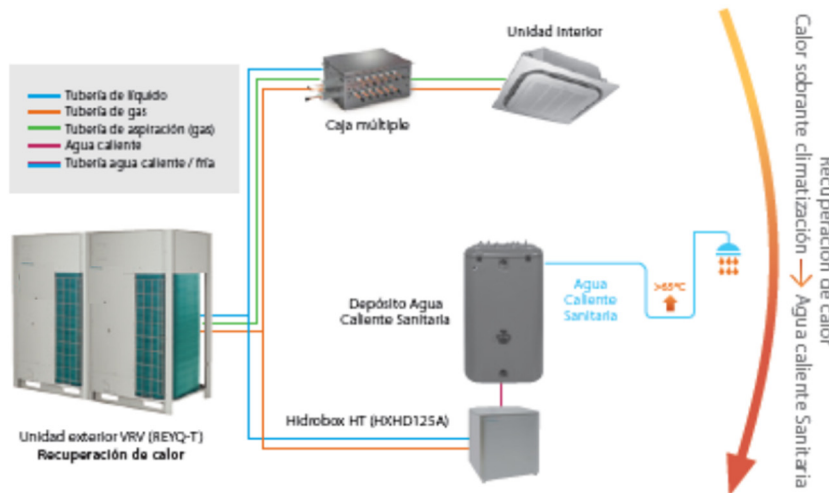 Unidad interior
Tubería de líquido
Tubería de gas
Tubería de aspiración (gas)
Agua caliente
Tubería agua caliente / fría
Caja múltiple
Depósito Agua
Caliente Sanitaria
Agua
Caliente
Sanitaria
>65ºC
Hidrobox HT (HXHD125A)
Unidad exterior VRV (REYQ-T)
Recuperación de calor
Recuperación de calor
Calor sobrante climatización → Agua caliente Sanitaria